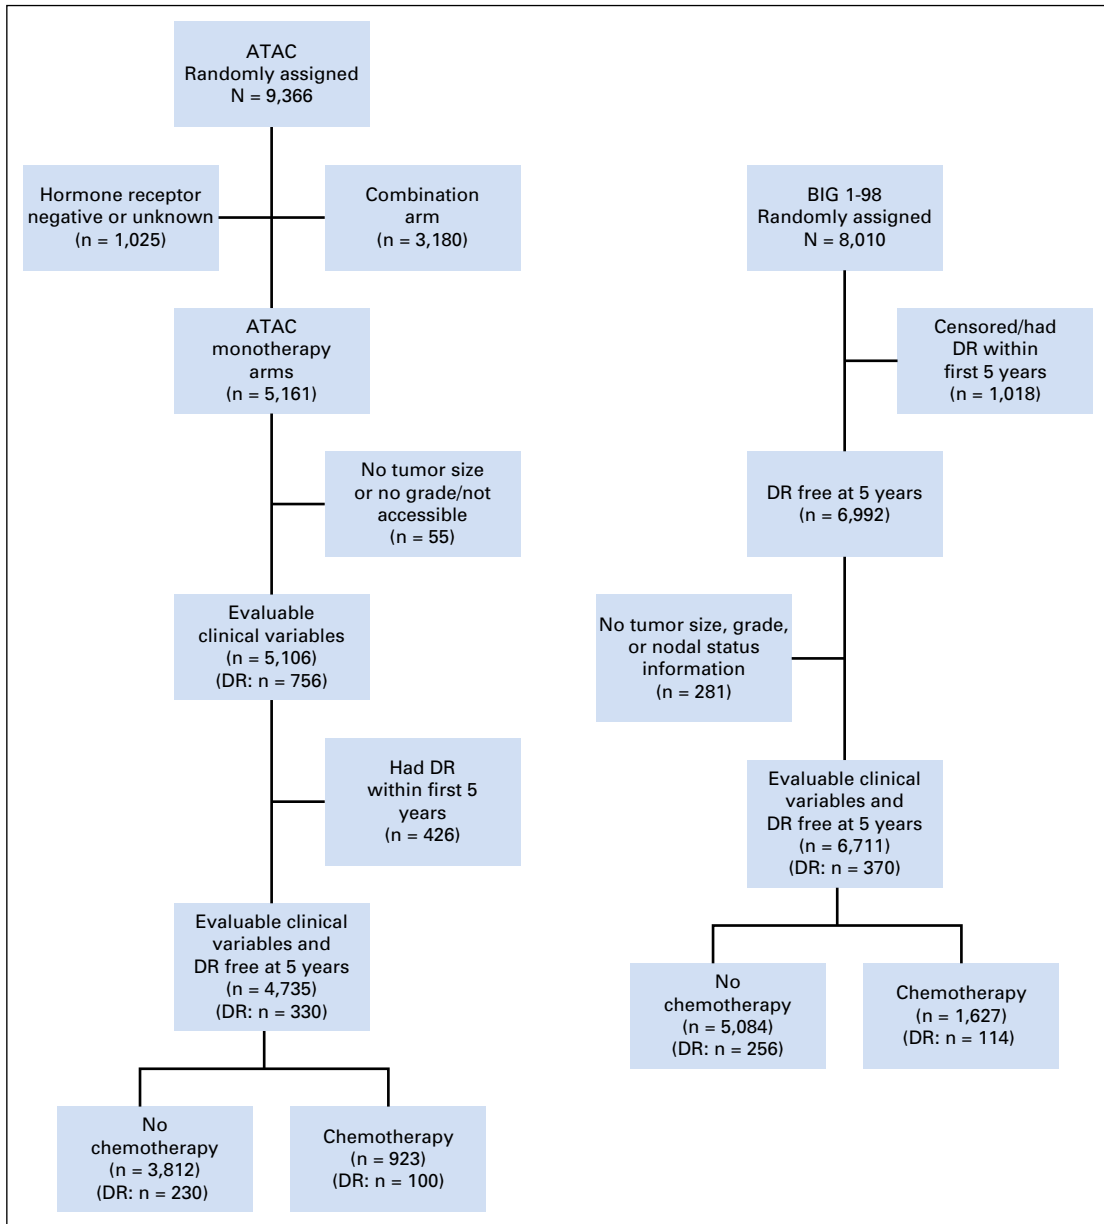 ATAC
Randomly assigned
N = 9,366
Hormone receptor
negative or unknown
(n = 1,025)
Combination
arm
(n = 3,180)
ATAC
monotherapy
arms
(n = 5,161)
No tumor size
or no grade/not
accessible
(n = 55)
Evaluable
clinical variables
(n = 5,106)
(DR: n = 756)
Had DR
within first 5
years
(n = 426)
Evaluable clinical
variables and
DR free at 5 years
(n = 4,735)
(DR: n = 330)
No
chemotherapy
(n = 3,812)
(DR: n = 230)
Chemotherapy
(n = 923)
(DR: n = 100)
BIG 1-98
Randomly assigned
N = 8,010
Censored/had
DR within
first 5 years
(n = 1,018)
DR free at 5 years
(n = 6,992)
No tumor size, grade,
or nodal status
information
(n = 281)
Evaluable clinical
variables and
DR free at 5 years
(n = 6,711)
(DR: n = 370)
No
chemotherapy
(n = 5,084)
(DR: n = 256)
Chemotherapy
(n = 1,627)
(DR: n = 114)